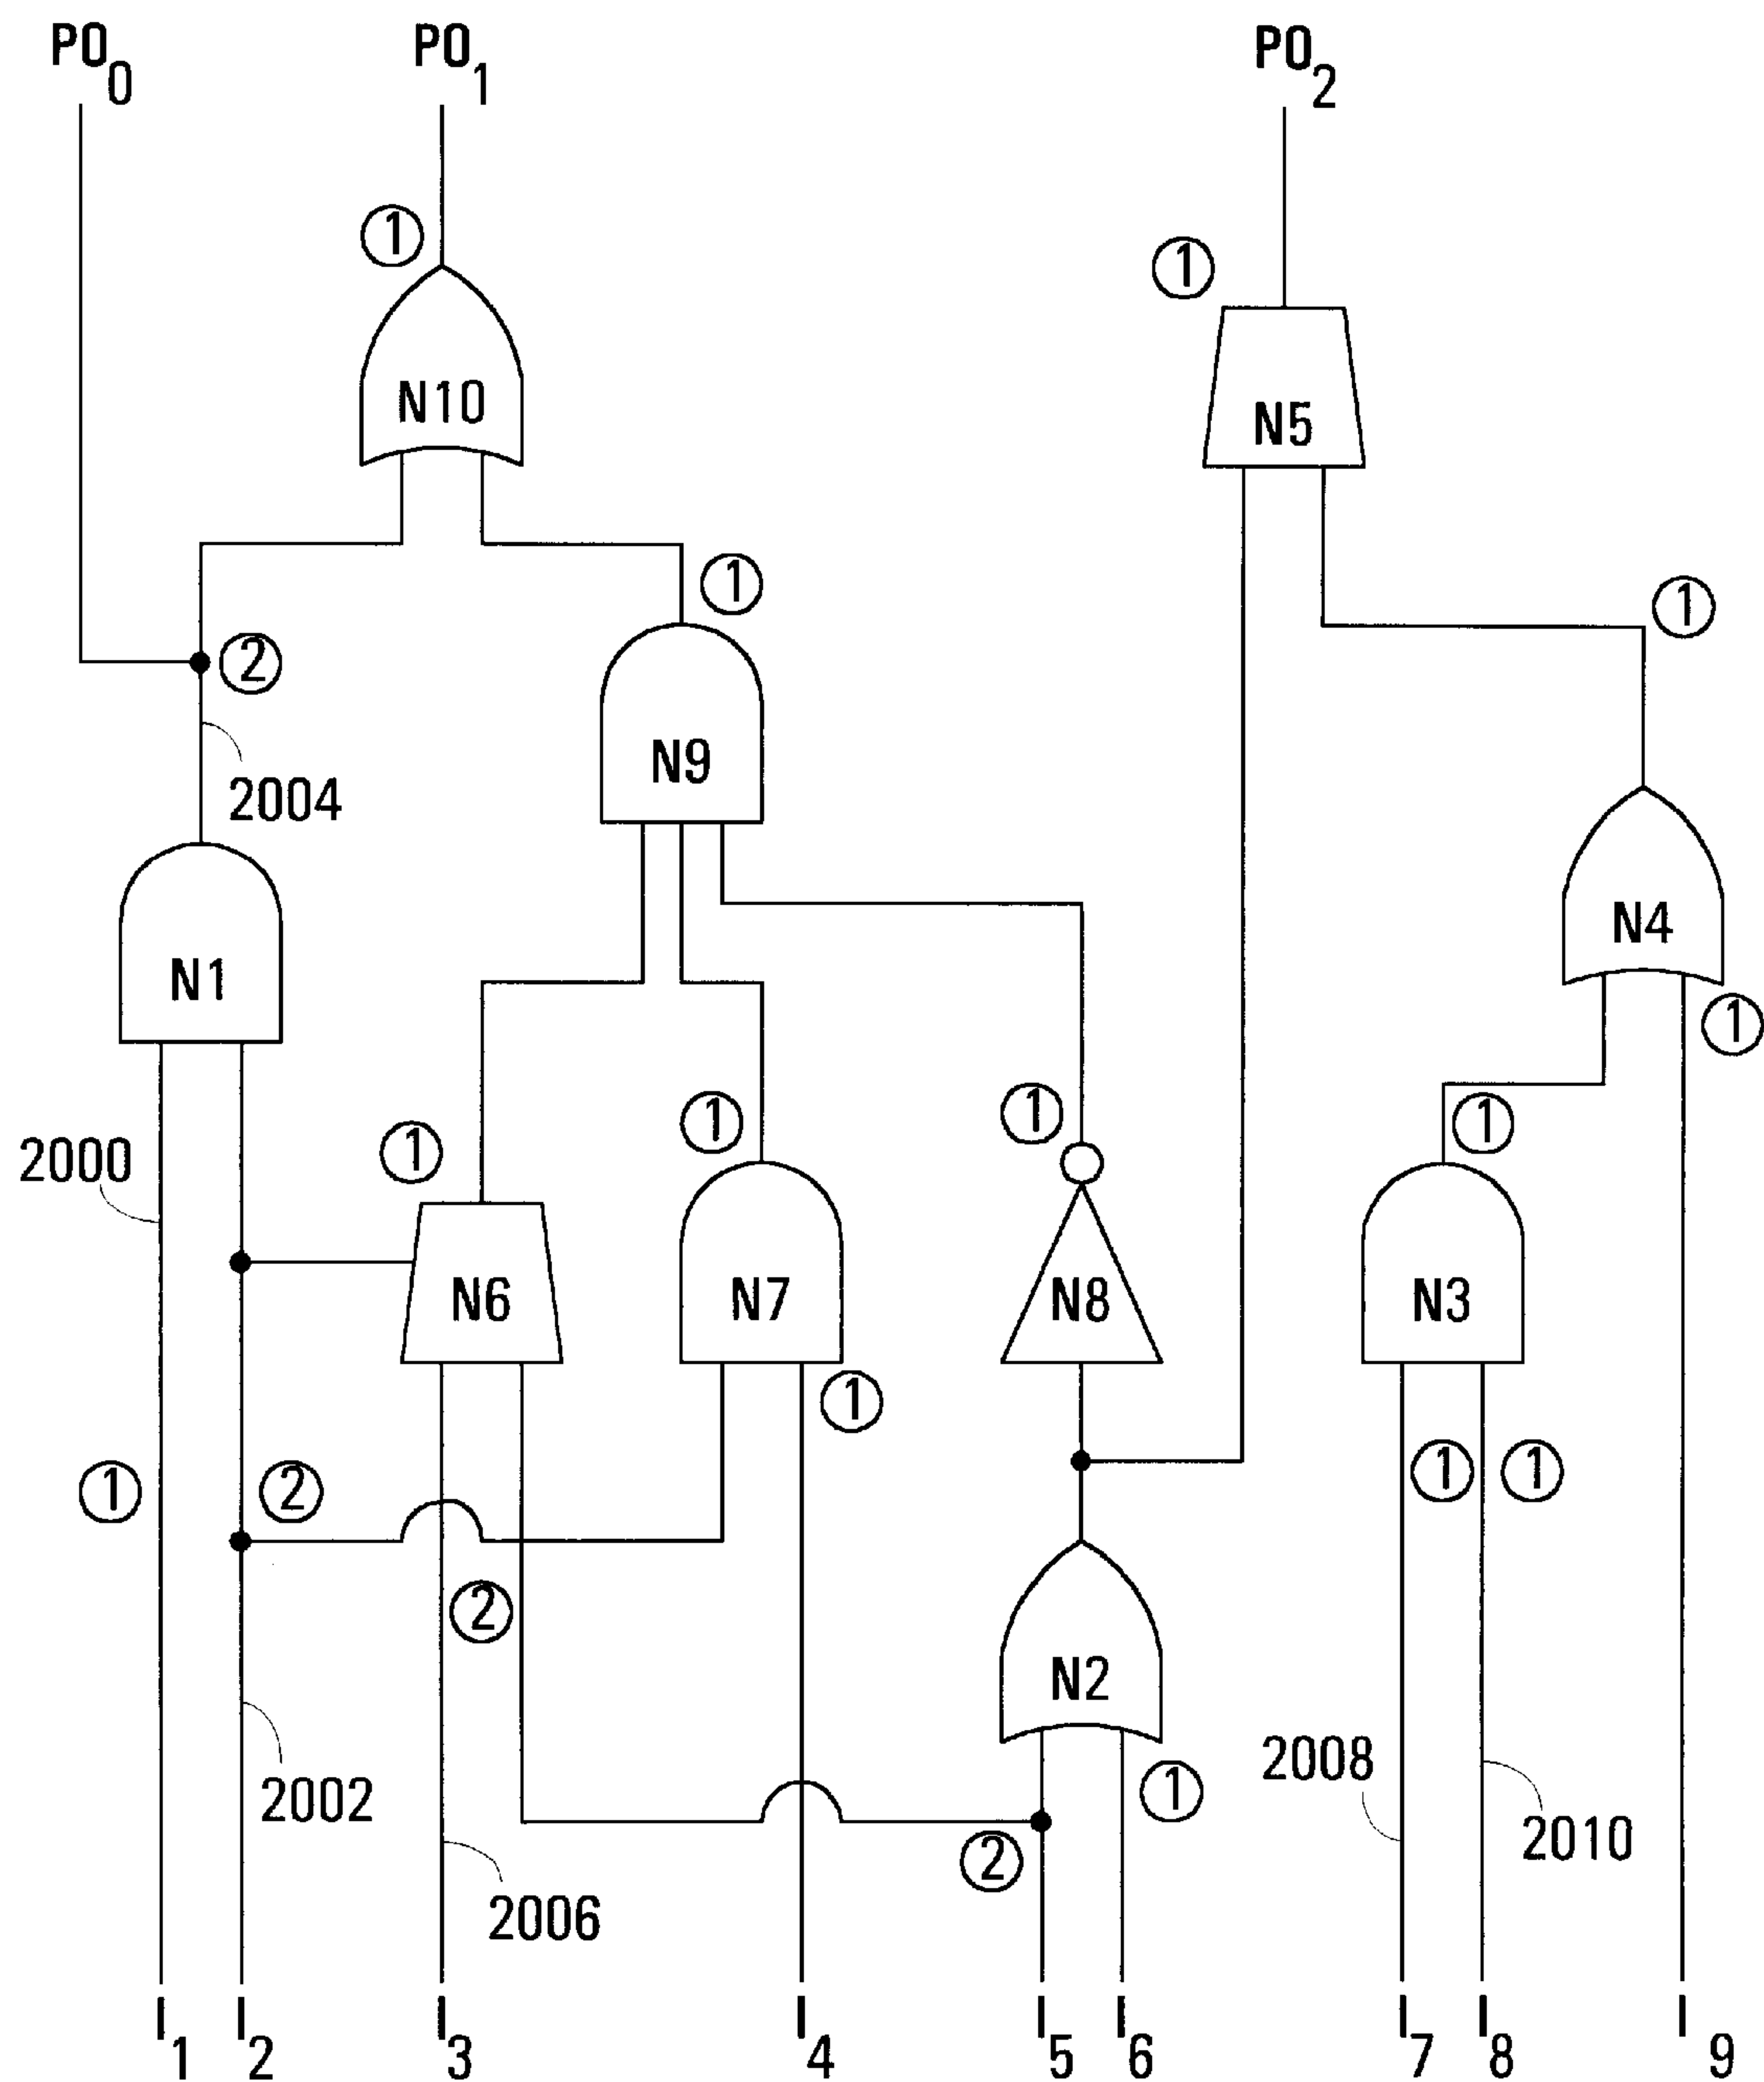 PO0 PO1 PO2
①
①
N10
N5
①
①
②
N9
2004
N4
N1
①
①
①
①
①
2000
N6 N7 N8 N3
①
① ② ① ①
②
N2
2008
①
2002
2010
②
2006
I1 I2 I3 I4 I5 I6 I7 I8 I9